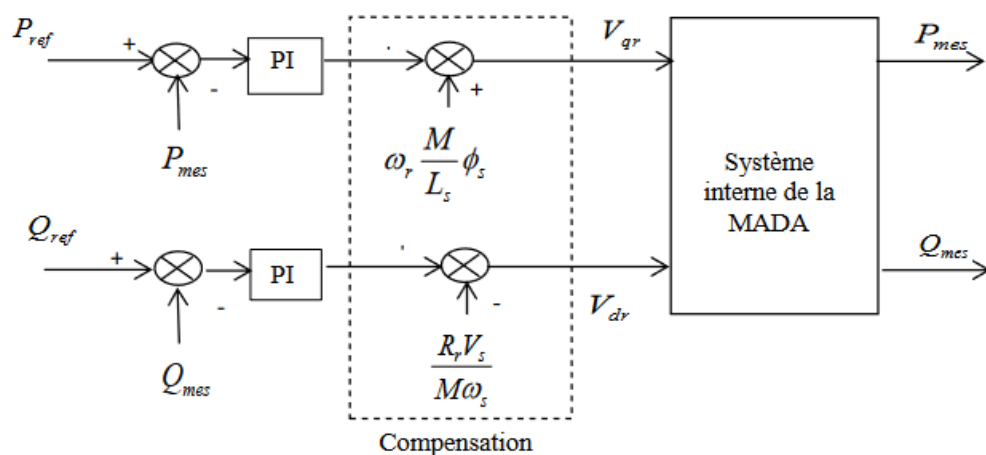 P_ref + - PI + V_qr P_mes
P_mes
ω_r M/L_s ϕ_s
Système
interne de la
MADA
Q_ref + - PI - V_dr Q_mes
Q_mes
R_r V_s / Mω_s
Compensation